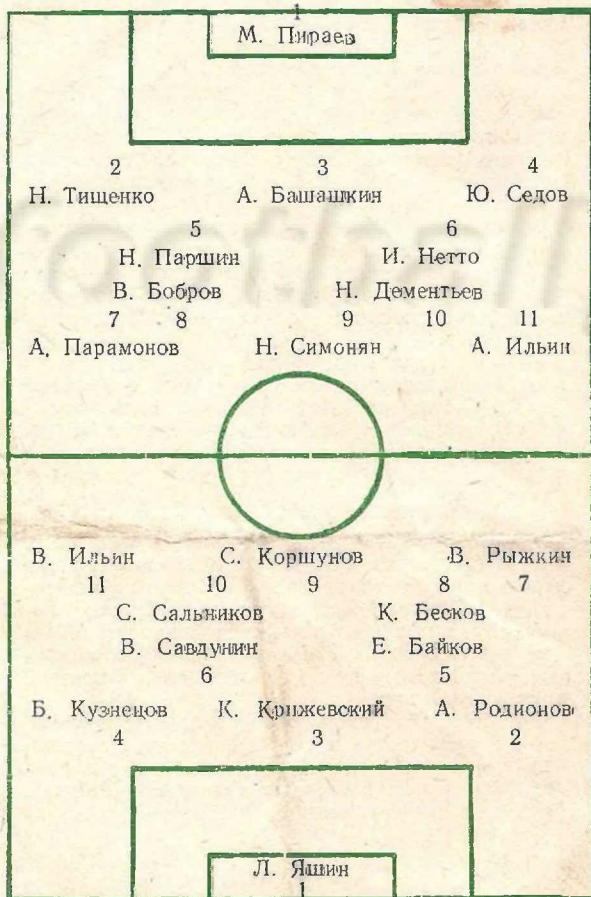 1
М. Пираев
2 3 4
Н. Тищенко А. Башашкин Ю. Седов
5 6
Н. Паршин И. Нетто
В. Бобров Н. Дементьев
7 8 9 10 11
А. Парамонов Н. Симонян А. Ильин
В. Ильин С. Коршунов В. Рыжкин
11 10 9 8 7
С. Сальников К. Бесков
В. Савдунин Е. Байков
6 5
Б. Кузнецов К. Крижевский А. Родионов
4 3 2
Л. Яшин
1